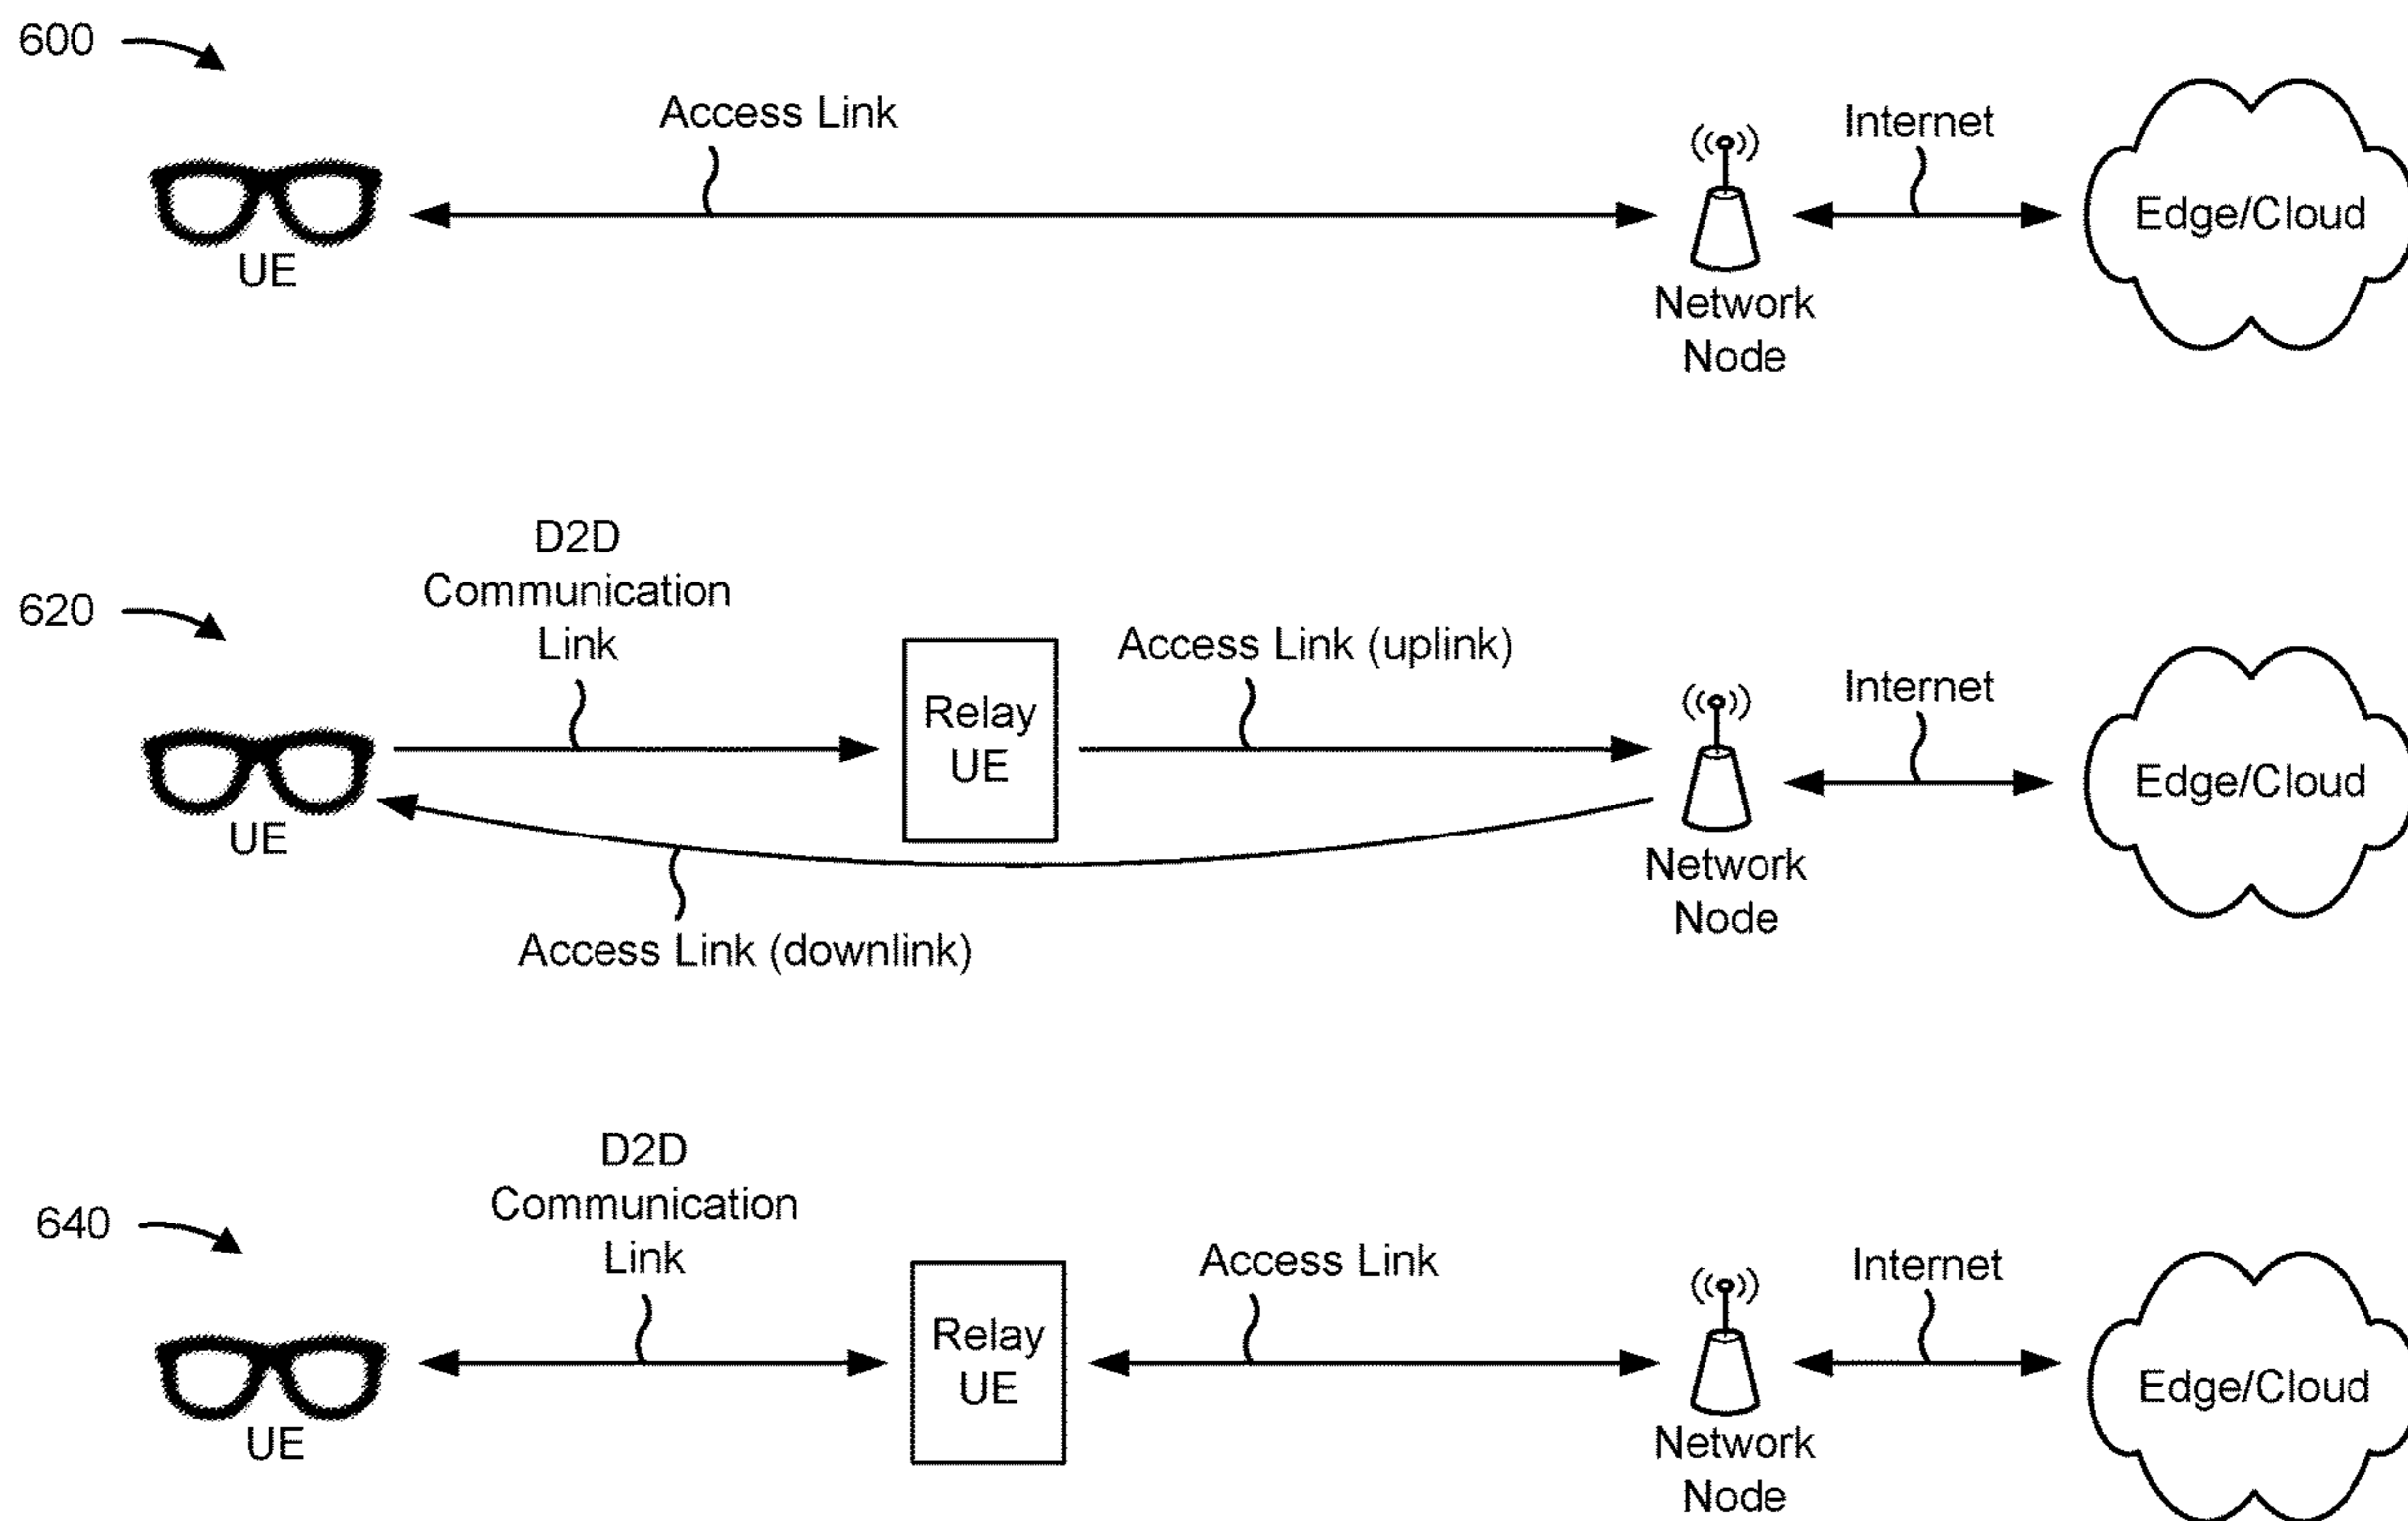 600
Access Link
Internet
((o))
Edge/Cloud
UE
Network
Node
D2D
Communication
Link
620
Access Link (uplink)
Relay
UE
Internet
Edge/Cloud
UE
Network
Node
Access Link (downlink)
D2D
Communication
Link
640
Access Link
Internet
Relay
UE
Edge/Cloud
UE
Network
Node